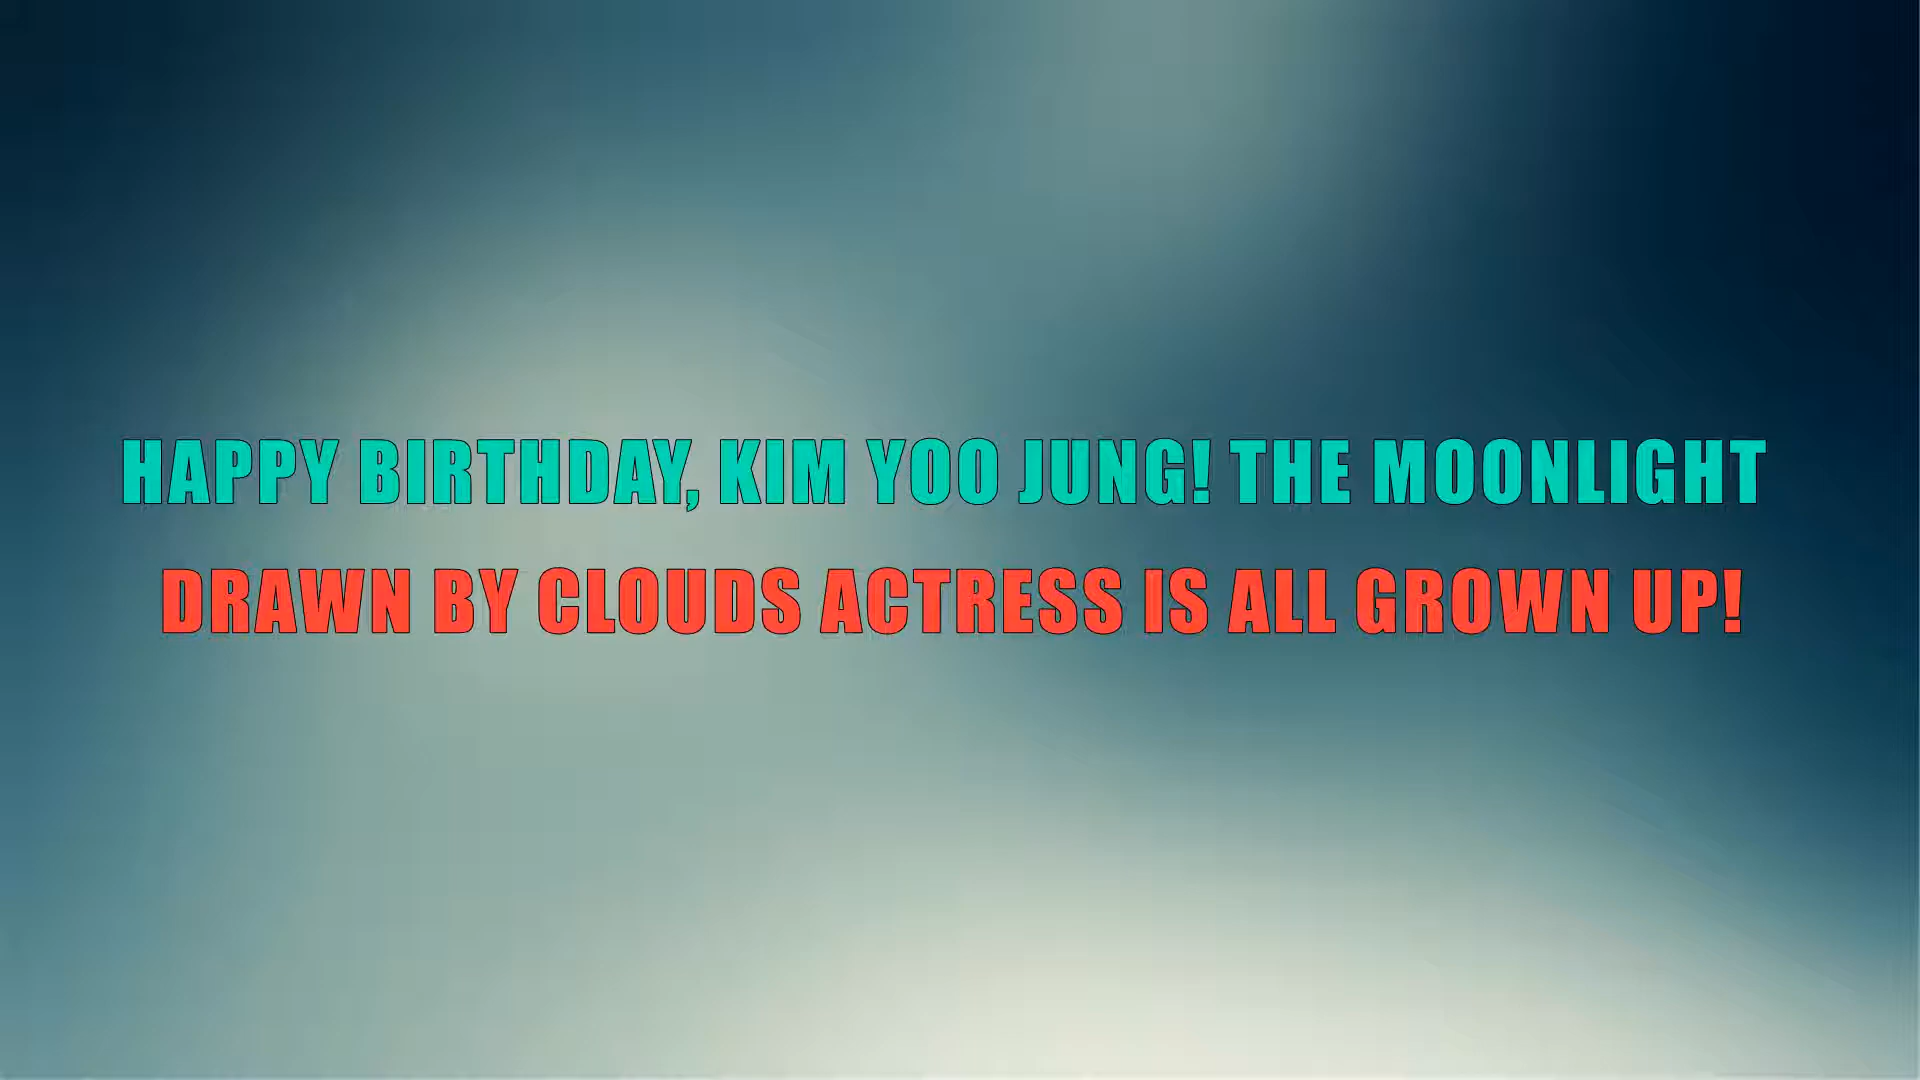 HAPPY BIRTHDAY, KIM YOO JUNG! THE MOONLIGHT
DRAWN BY CLOUDS ACTRESS IS ALL GROWN UP!